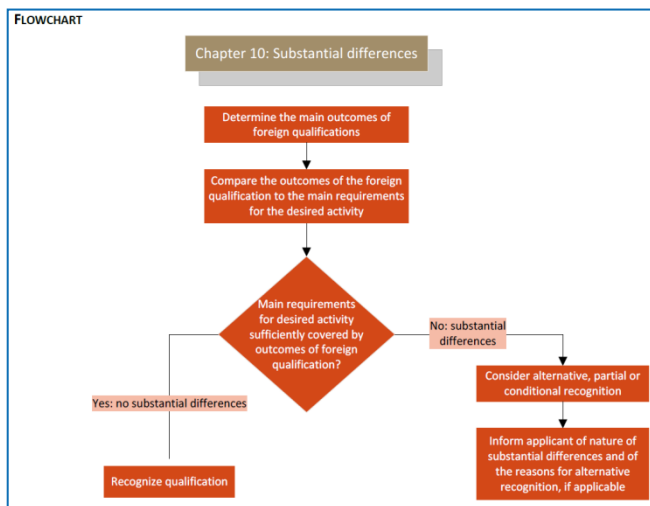 FLOWCHART
Chapter 10: Substantial differences
Determine the main outcomes of
foreign qualifications
Compare the outcomes of the foreign
qualification to the main requirements
for the desired activity
Main requirements
for desired activity
sufficiently covered by
outcomes of foreign
qualification?
No: substantial
differences
Consider alternative, partial or
conditional recognition
Yes: no substantial differences
Inform applicant of nature of
substantial differences and of
the reasons for alternative
recognition, if applicable
Recognize qualification